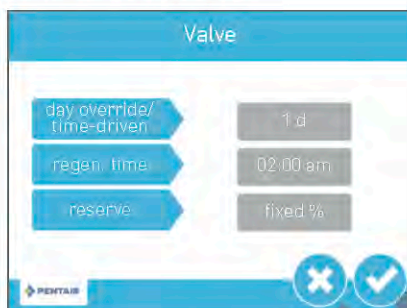 Valve
day override/
time-driven
1 d
regen. time
02:00 am
reserve
fixed %
PENTAIR